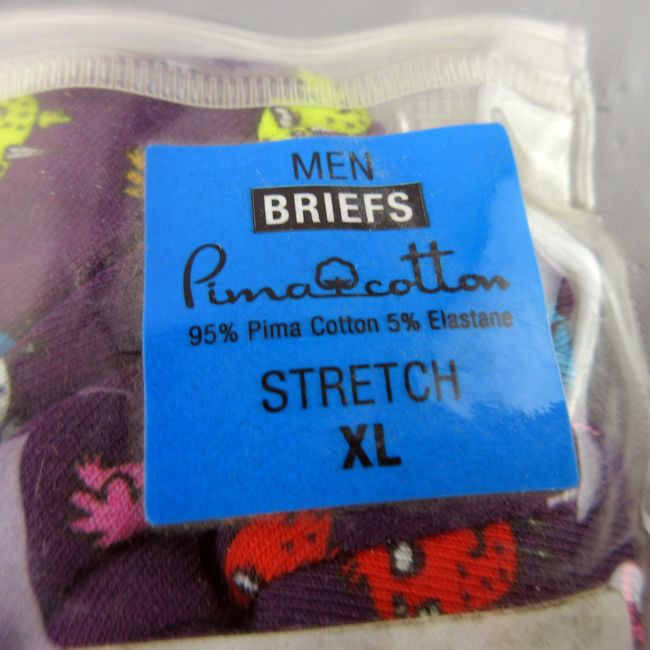 MEN
BRIEFS
Pima cotton
95% Pima Cotton 5% Elastane
STRETCH
XL